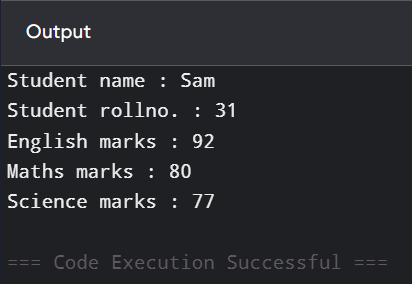 Output
Student name : Sam
Student rollno. : 31
English marks : 92
Maths marks : 80
Science marks : 77
=== Code Execution Successful ===